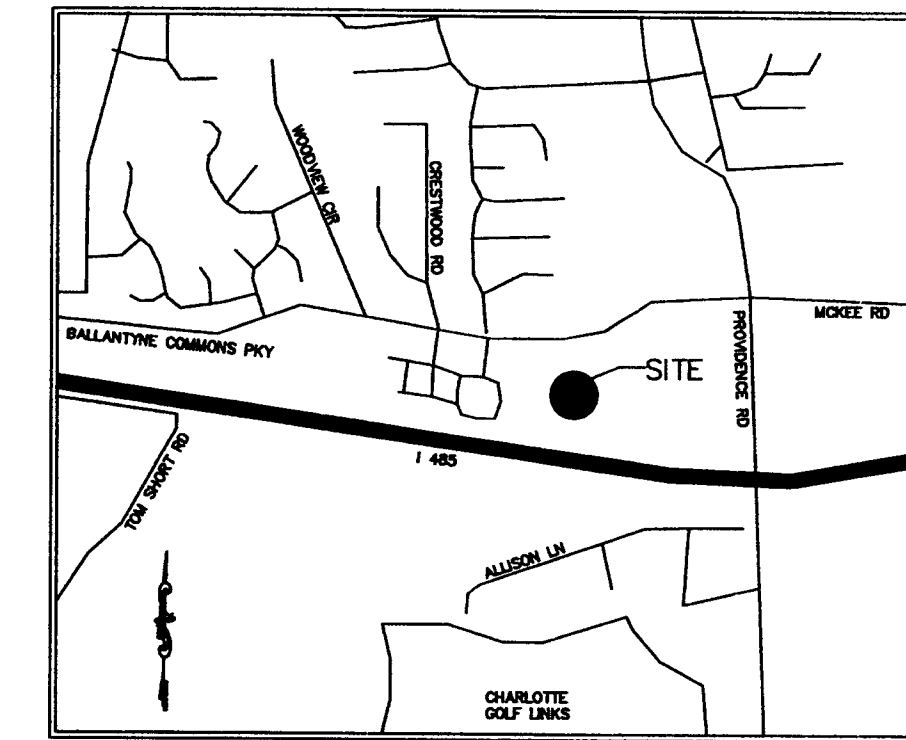 WOODVIEW CIR
CRESTWOOD RD
BALLANTYNE COMMONS PKY
MCKEE RD
PROVIDENCE RD
SITE
I 485
TOM SHORT RD
ALLISON LN
CHARLOTTE
GOLF LINKS